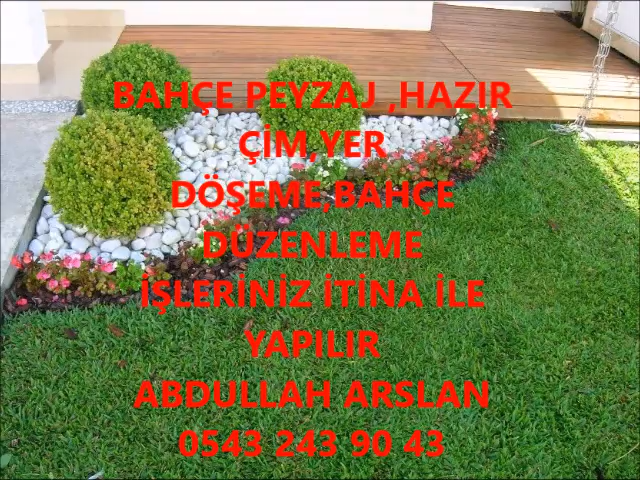 BAHÇE PEYZAJ ,HAZIR
ÇİM,YER
DÖŞEME,BAHÇE
DÜZENLEME
İŞLERİNİZ İTİNA İLE
YAPILIR
ABDULLAH ARSLAN
0543 243 90 43